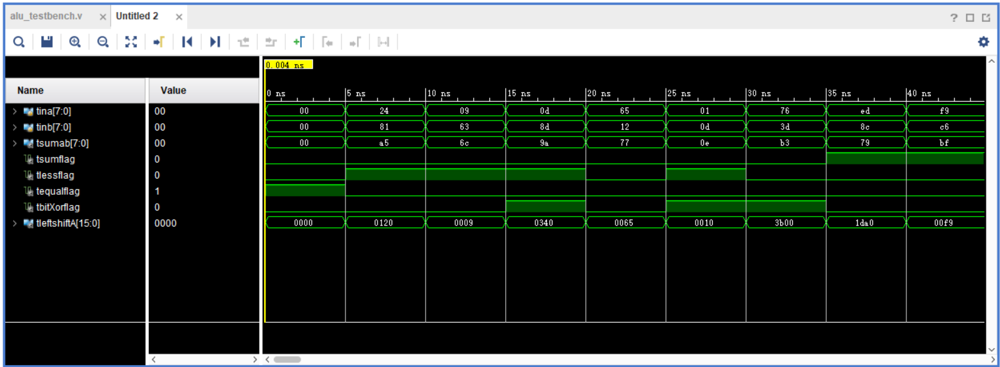 alu_testbench.v × Untitled 2 × ?
0.004 ns
Name Value
0 ns 5 ns 10 ns 15 ns 20 ns 25 ns 30 ns 35 ns 40 ns
tina[7:0] 00 00 24 09 0d 65 01 76 ed f9
tinb[7:0] 00 00 81 63 8d 12 0d 3d 8c c6
tsumab[7:0] 00 00 a5 6c 9a 77 0e b3 79 bf
tsumflag 0
tlessflag 0
tequalflag 1
tbitXorflag 0
tleftshiftA[15:0] 0000 0000 0120 0009 0340 0065 0010 3b00 1da0 00f9